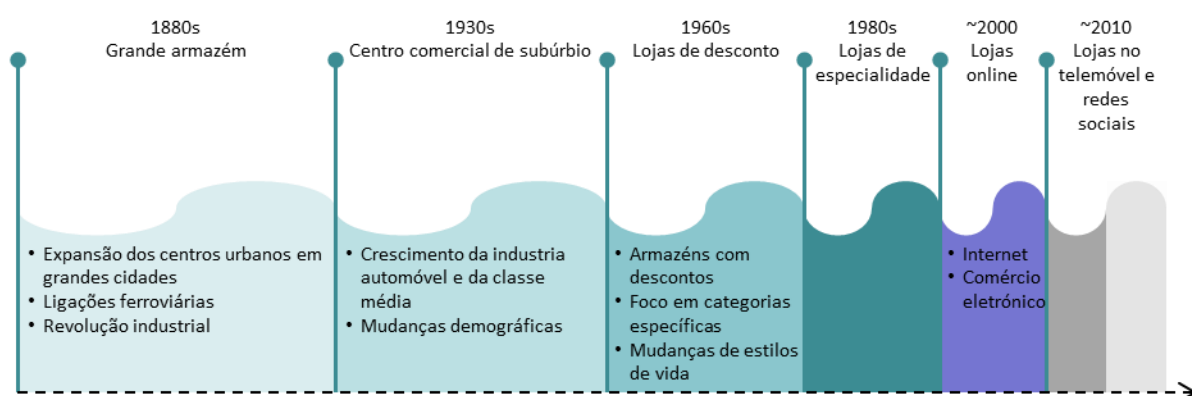 1880s
Grande armazém
1930s
Centro comercial de subúrbio
1960s
Lojas de desconto
1980s
Lojas de
especialidade
~2000
Lojas
online
~2010
Lojas no
telemóvel e
redes
sociais
• Expansão dos centros urbanos em
grandes cidades
• Ligações ferroviárias
• Revolução industrial
• Crescimento da industria
automóvel e da classe
média
• Mudanças demográficas
• Armazéns com
descontos
• Foco em categorias
específicas
• Mudanças de estilos
de vida
• Internet
• Comércio
eletrónico